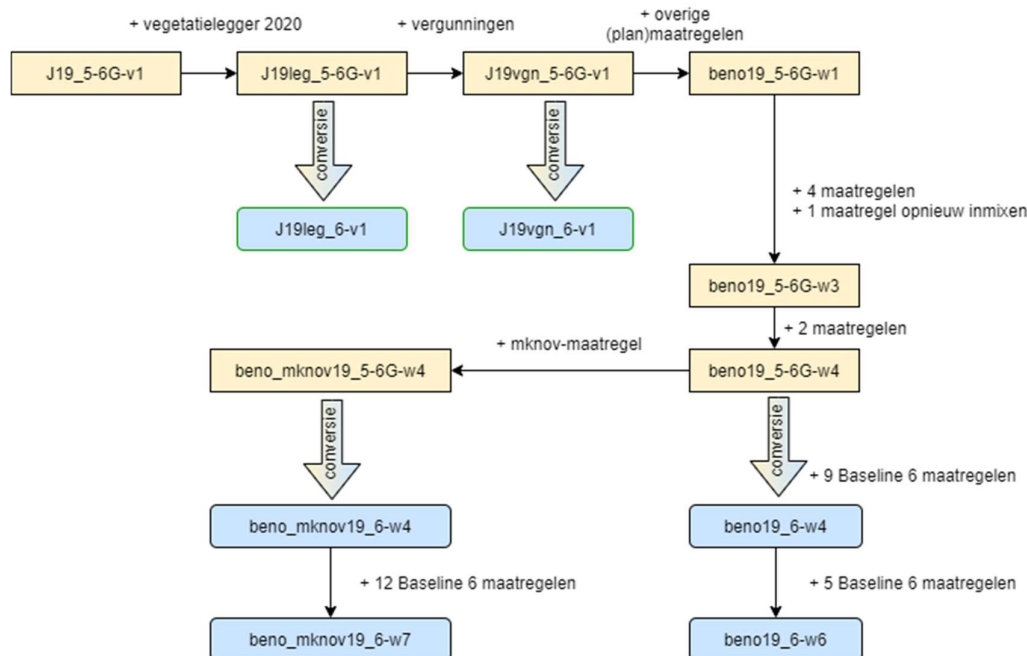 + vegetatielegger 2020
+ vergunningen
+ overige
(plan)maatregelen
J19_5-6G-v1
J19leg_5-6G-v1
J19vgn_5-6G-v1
beno19_5-6G-w1
conversie
conversie
+ 4 maatregelen
+ 1 maatregel opnieuw inmixen
J19leg_6-v1
J19vgn_6-v1
beno19_5-6G-w3
+ 2 maatregelen
+ mknov-maatregel
beno_mknov19_5-6G-w4
beno19_5-6G-w4
conversie
conversie
+ 9 Baseline 6 maatregelen
beno_mknov19_6-w4
beno19_6-w4
+ 12 Baseline 6 maatregelen
+ 5 Baseline 6 maatregelen
beno_mknov19_6-w7
beno19_6-w6